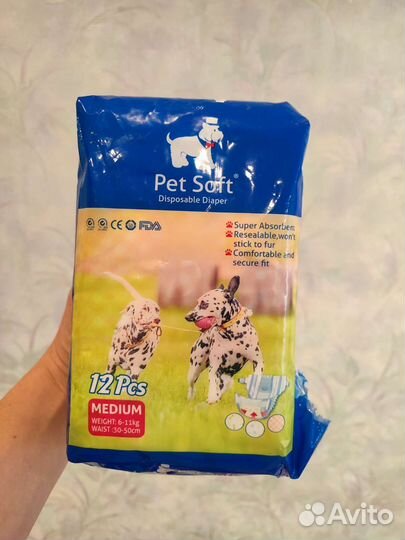 Pet Soft®
Disposable Diaper
CE FDA
Super Absorbent
Resealable,won't
stick to fur
Comfortable and
secure fit
12 Pcs
MEDIUM
WEIGHT: 6-11kg
WAIST :30-50cm
Avito